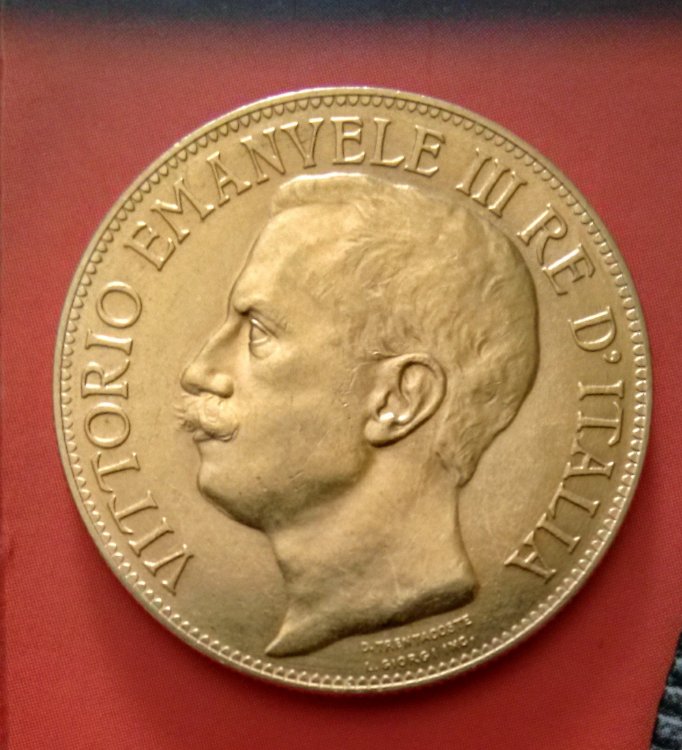 VITTORIO EMANVELE III RE D'ITALIA
D. TRENTACOSTE
L. GIORGI INC.